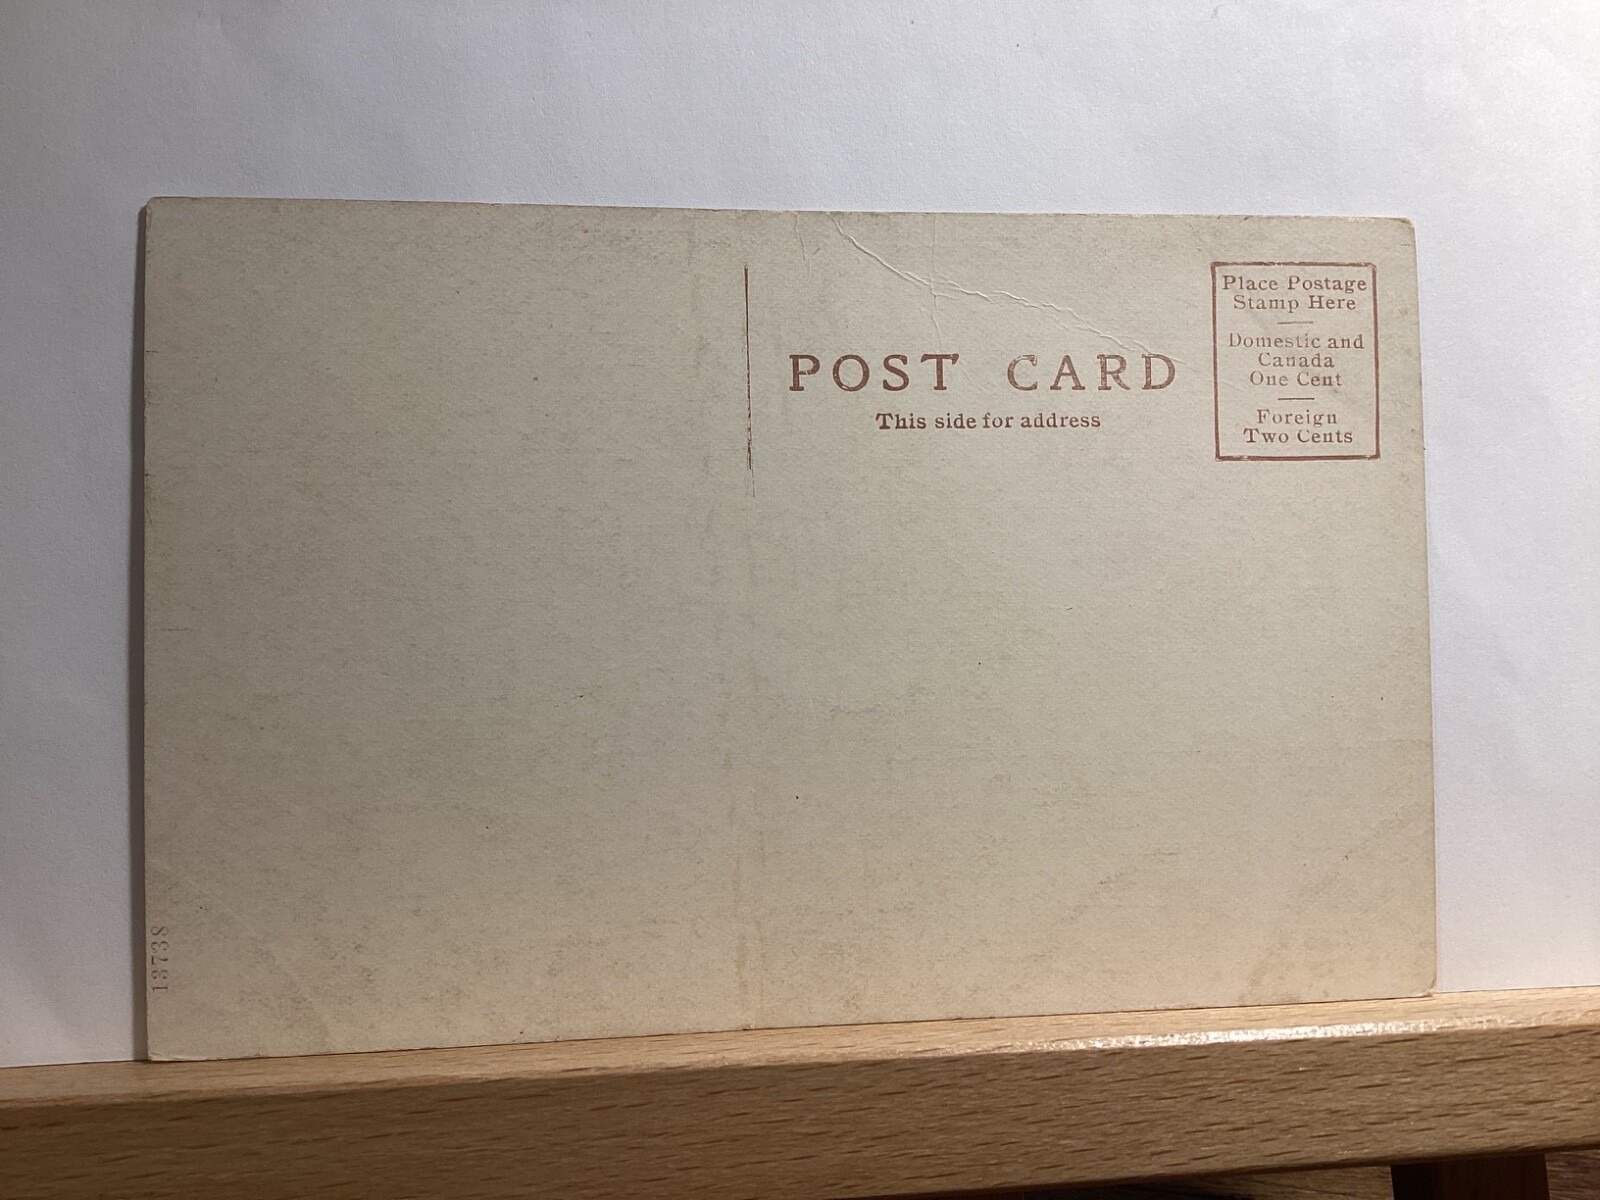 POST CARD
This side for address
Place Postage
Stamp Here
Domestic and
Canada
One Cent
Foreign
Two Cents
13738